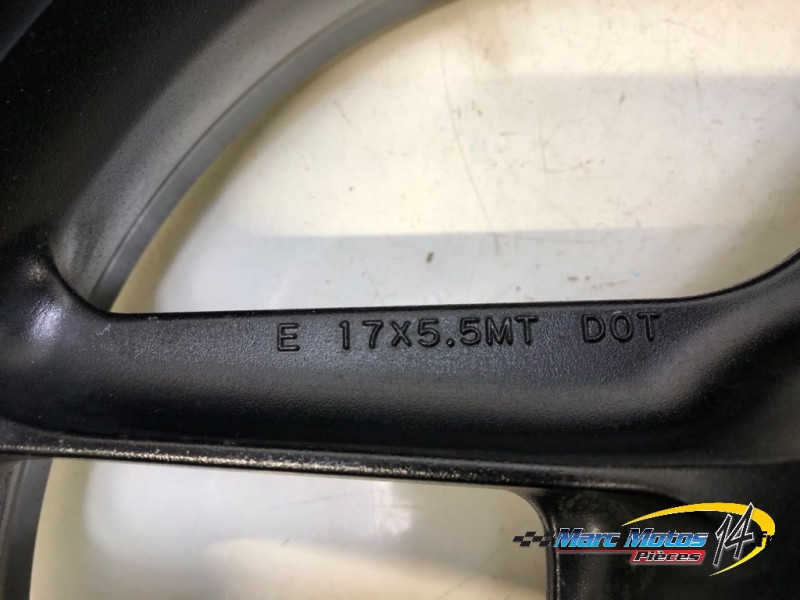 E 17X5.5MT DOT
Marc Motos 14.fr
Pièces